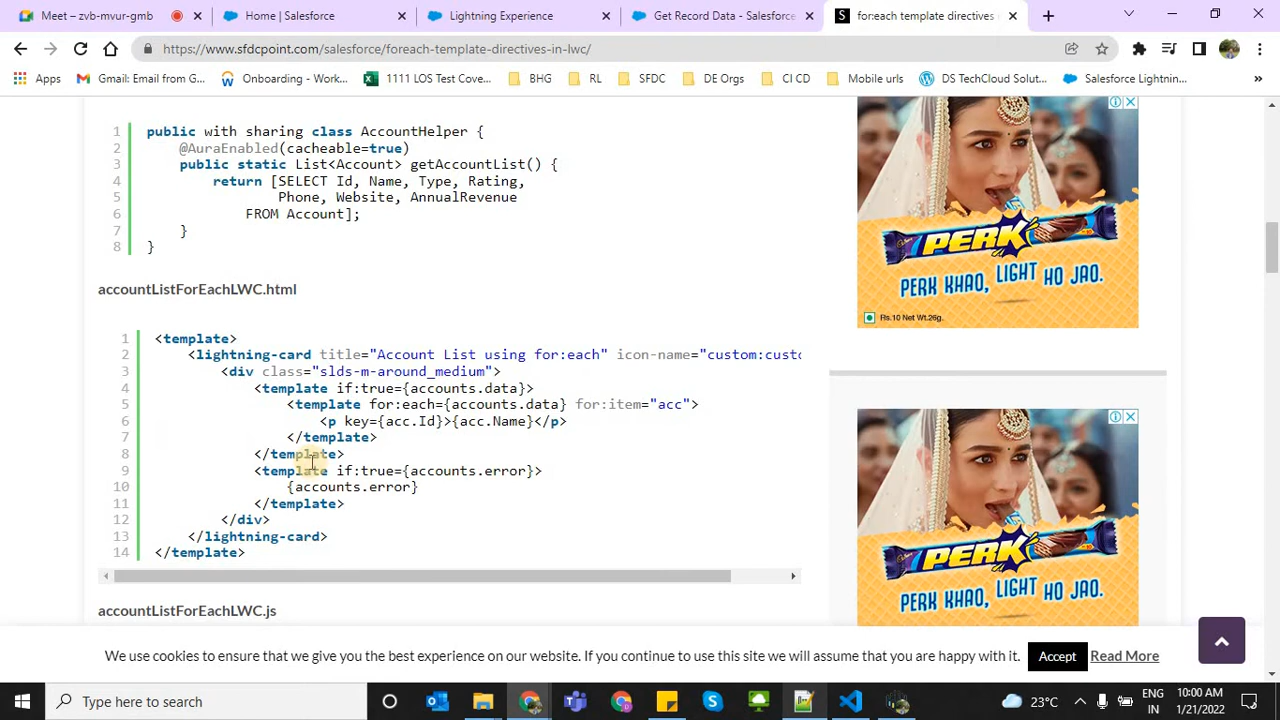 Meet – zvb-mvur-gmb
Home | Salesforce
Lightning Experience
Get Record Data - Salesforce
for:each template directives
https://www.sfdcpoint.com/salesforce/foreach-template-directives-in-lwc/
Apps
Gmail: Email from G...
Onboarding - Work...
1111 LOS Test Cove...
BHG
RL
SFDC
DE Orgs
CI CD
Mobile urls
DS TechCloud Solut...
Salesforce Lightnin...
»
1 public with sharing class AccountHelper {
2 @AuraEnabled(cacheable=true)
3 public static List<Account> getAccountList() {
4 return [SELECT Id, Name, Type, Rating,
5 Phone, Website, AnnualRevenue
6 FROM Account];
7 }
8 }
accountListForEachLWC.html
1 <template>
2 <lightning-card title="Account List using for:each" icon-name="custom:custo
3 <div class="slds-m-around_medium">
4 <template if:true={accounts.data}>
5 <template for:each={accounts.data} for:item="acc">
6 <p key={acc.Id}>{acc.Name}</p>
7 </template>
8 </template>
9 <template if:true={accounts.error}>
10 {accounts.error}
11 </template>
12 </div>
13 </lightning-card>
14 </template>
accountListForEachLWC.js
PERK
PERK KHAO, LIGHT HO JAO.
Rs.10 Net Wt.26g.
PERK
PERK KHAO, LIGHT HO JAO.
We use cookies to ensure that we give you the best experience on our website. If you continue to use this site we will assume that you are happy with it.
Accept
Read More
Type here to search
23°C
ENG
IN
10:00 AM
1/21/2022